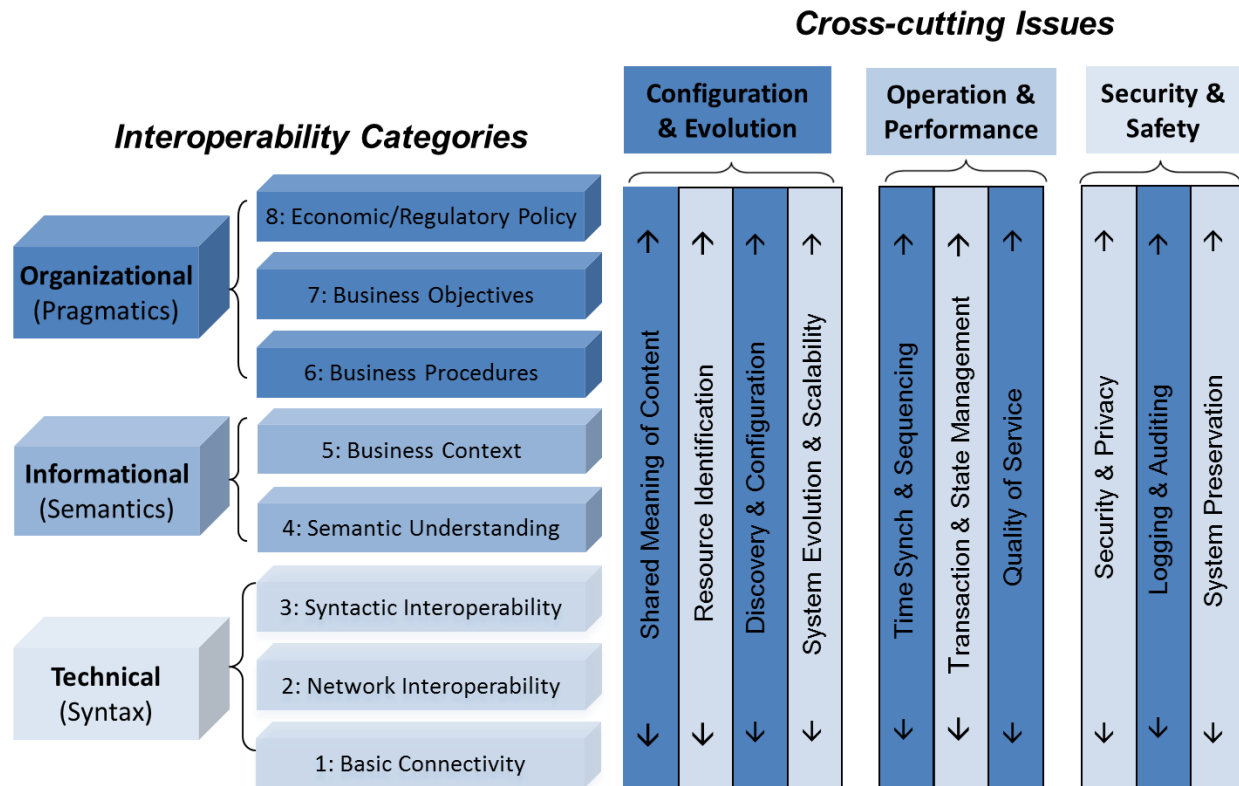 Cross-cutting Issues
Configuration
& Evolution
Operation &
Performance
Security &
Safety
Interoperability Categories
Organizational
(Pragmatics)
8: Economic/Regulatory Policy
7: Business Objectives
6: Business Procedures
Informational
(Semantics)
5: Business Context
4: Semantic Understanding
Technical
(Syntax)
3: Syntactic Interoperability
2: Network Interoperability
1: Basic Connectivity
Shared Meaning of Content
Resource Identification
Discovery & Configuration
System Evolution & Scalability
Time Synch & Sequencing
Transaction & State Management
Quality of Service
Security & Privacy
Logging & Auditing
System Preservation